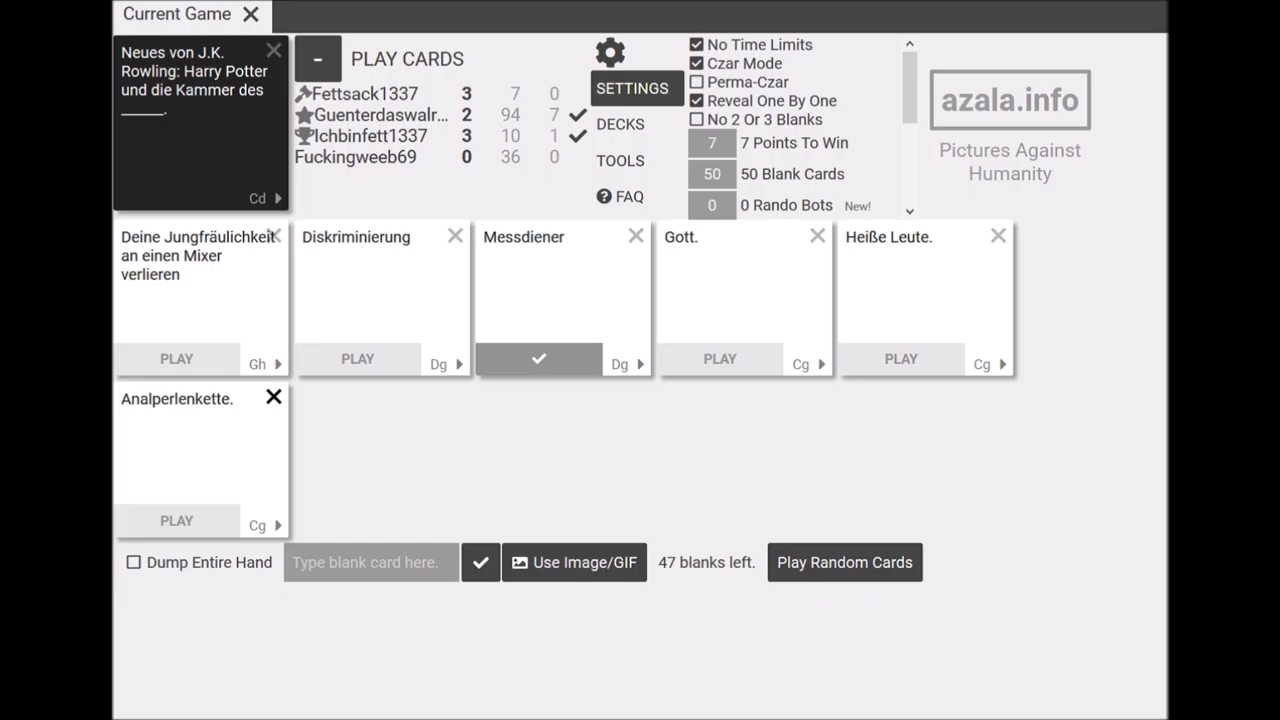 Current Game
Neues von J.K.
Rowling: Harry Potter
und die Kammer des
_____.
Cd
-
PLAY CARDS
Fettsack1337 3 7 0
Guenterdaswalr... 2 94 7
Ichbinfett1337 3 10 1
Fuckingweeb69 0 36 0
SETTINGS
DECKS
TOOLS
? FAQ
No Time Limits
Czar Mode
Perma-Czar
Reveal One By One
No 2 Or 3 Blanks
7 7 Points To Win
50 50 Blank Cards
0 0 Rando Bots New!
azala.info
Pictures Against
Humanity
Deine Jungfräulichkeit
an einen Mixer
verlieren
PLAY Gh
Diskriminierung
PLAY Dg
Messdiener
Dg
Gott.
PLAY Cg
Heiße Leute.
PLAY Cg
Analperlenkette.
PLAY Cg
Dump Entire Hand
Type blank card here.
Use Image/GIF
47 blanks left.
Play Random Cards